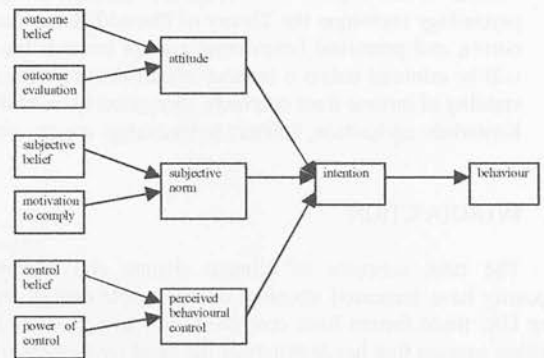 outcome
belief
outcome
evaluation
attitude
subjective
belief
motivation
to comply
subjective
norm
intention
behaviour
control
belief
power of
control
perceived
behavioural
control